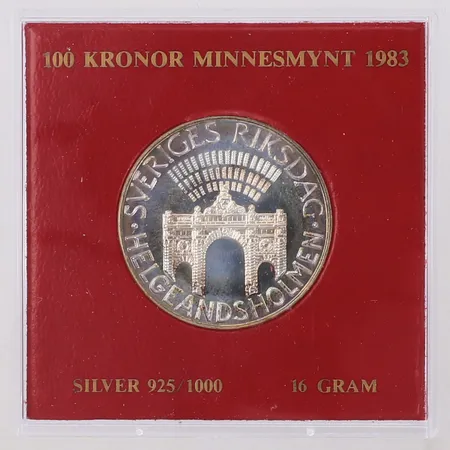 100 KRONOR MINNESMYNT 1983
· SVERIGES RIKSDAG ·
HELGEANDSHOLMEN
SILVER 925/1000 16 GRAM